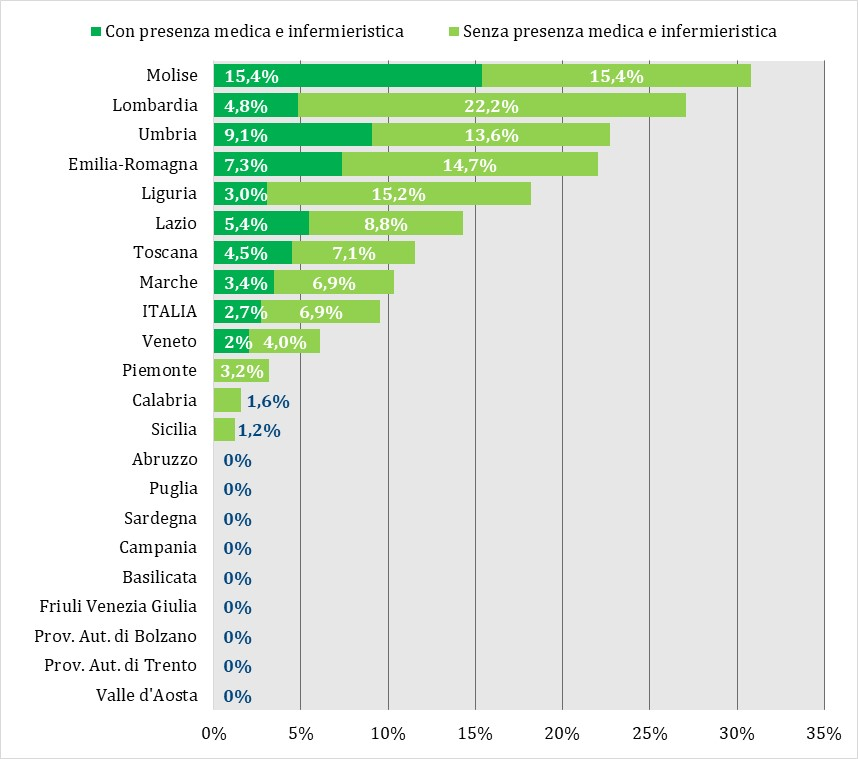 Con presenza medica e infermieristica Senza presenza medica e infermieristica
Molise 15,4% 15,4%
Lombardia 4,8% 22,2%
Umbria 9,1% 13,6%
Emilia-Romagna 7,3% 14,7%
Liguria 3,0% 15,2%
Lazio 5,4% 8,8%
Toscana 4,5% 7,1%
Marche 3,4% 6,9%
ITALIA 2,7% 6,9%
Veneto 2% 4,0%
Piemonte 3,2%
Calabria 1,6%
Sicilia 1,2%
Abruzzo 0%
Puglia 0%
Sardegna 0%
Campania 0%
Basilicata 0%
Friuli Venezia Giulia 0%
Prov. Aut. di Bolzano 0%
Prov. Aut. di Trento 0%
Valle d'Aosta 0%
0% 5% 10% 15% 20% 25% 30% 35%